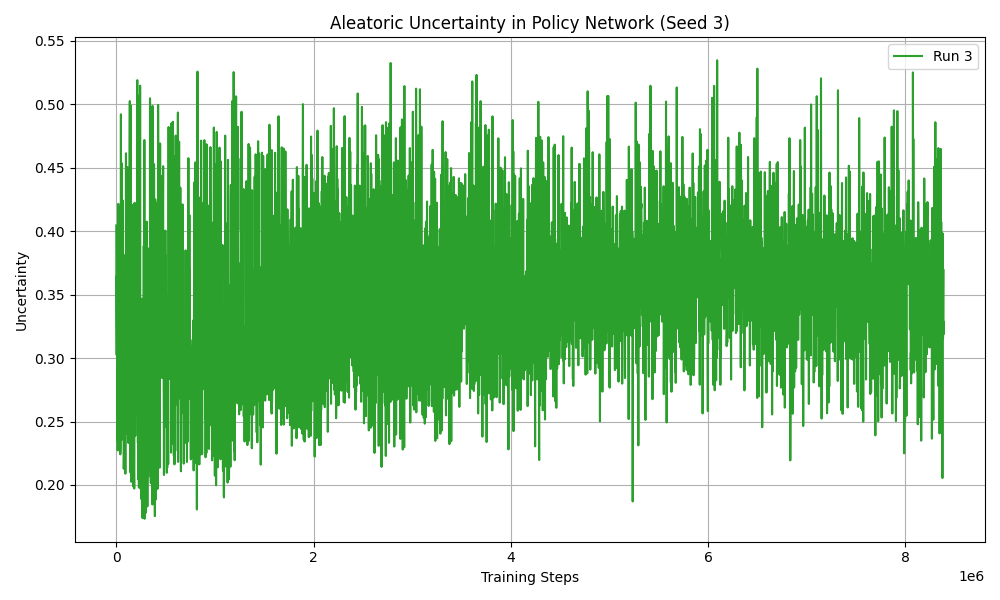 Aleatoric Uncertainty in Policy Network (Seed 3)
Run 3
Uncertainty
0.55
0.50
0.45
0.40
0.35
0.30
0.25
0.20
0 2 4 6 8
1e6
Training Steps